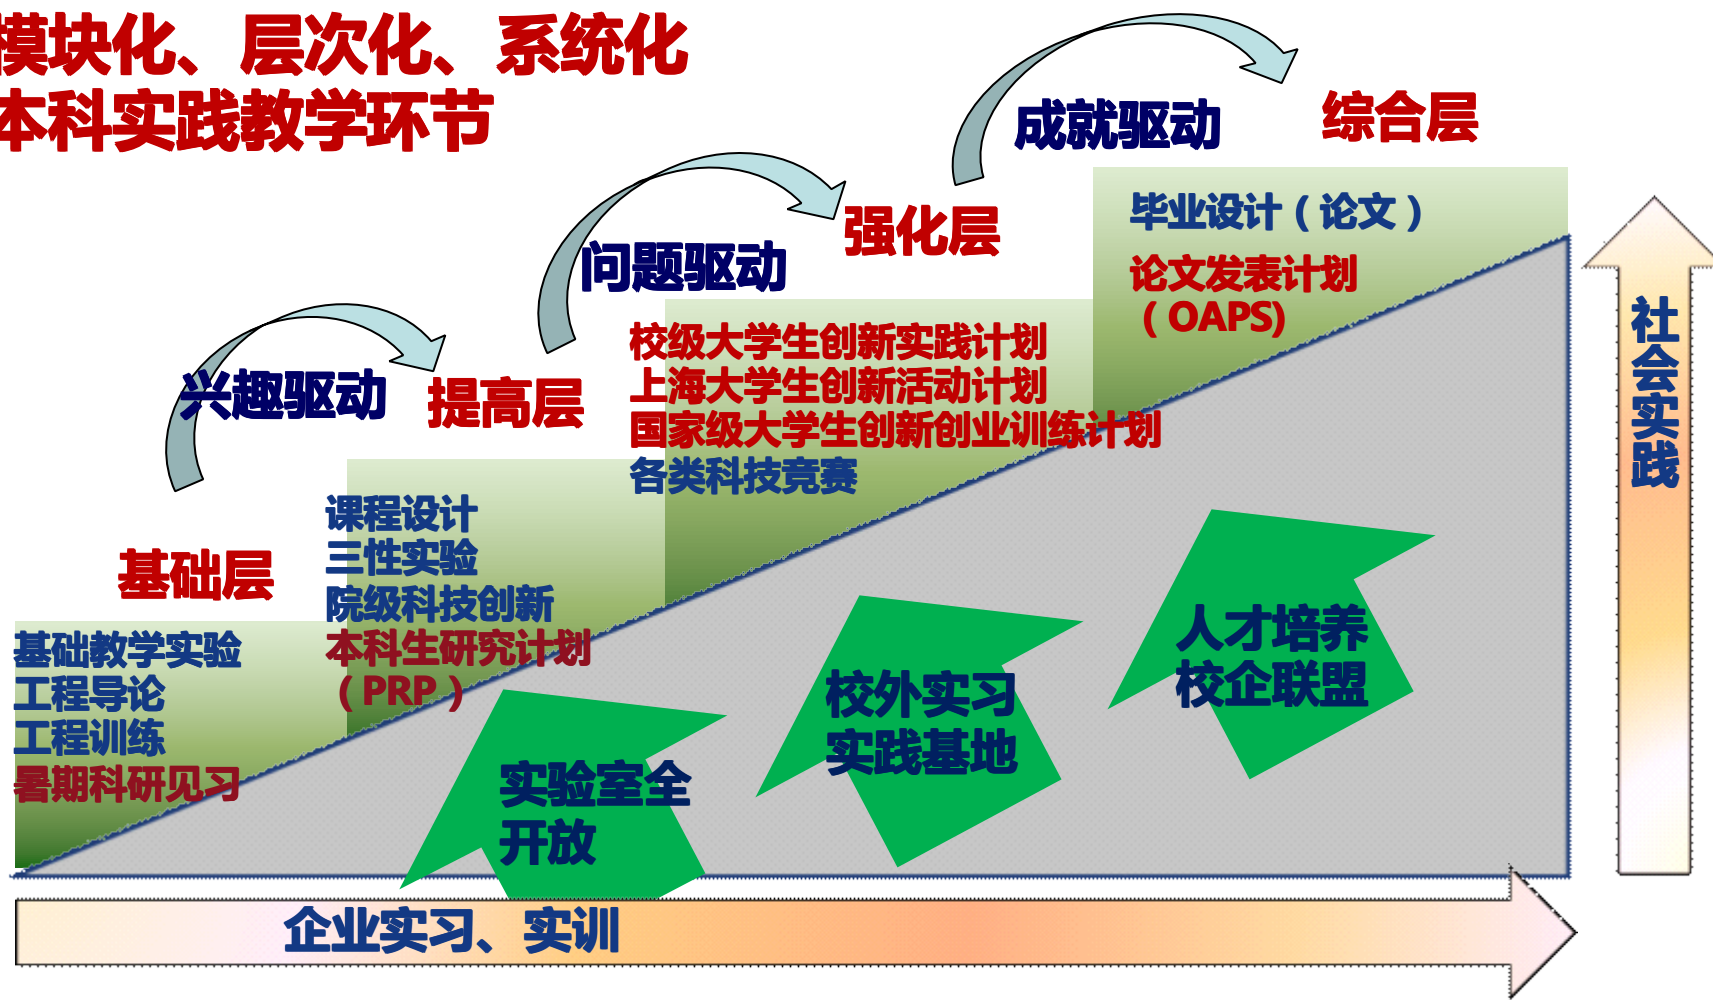 模块化、层次化、系统化
本科实践教学环节
成就驱动
综合层
毕业设计（论文）
论文发表计划
（OAPS)
问题驱动
强化层
校级大学生创新实践计划
上海大学生创新活动计划
国家级大学生创新创业训练计划
各类科技竞赛
兴趣驱动
提高层
课程设计
三性实验
院级科技创新
本科生研究计划
（PRP）
基础层
基础教学实验
工程导论
工程训练
暑期科研见习
实验室全
开放
校外实习
实践基地
人才培养
校企联盟
社会实践
企业实习、实训